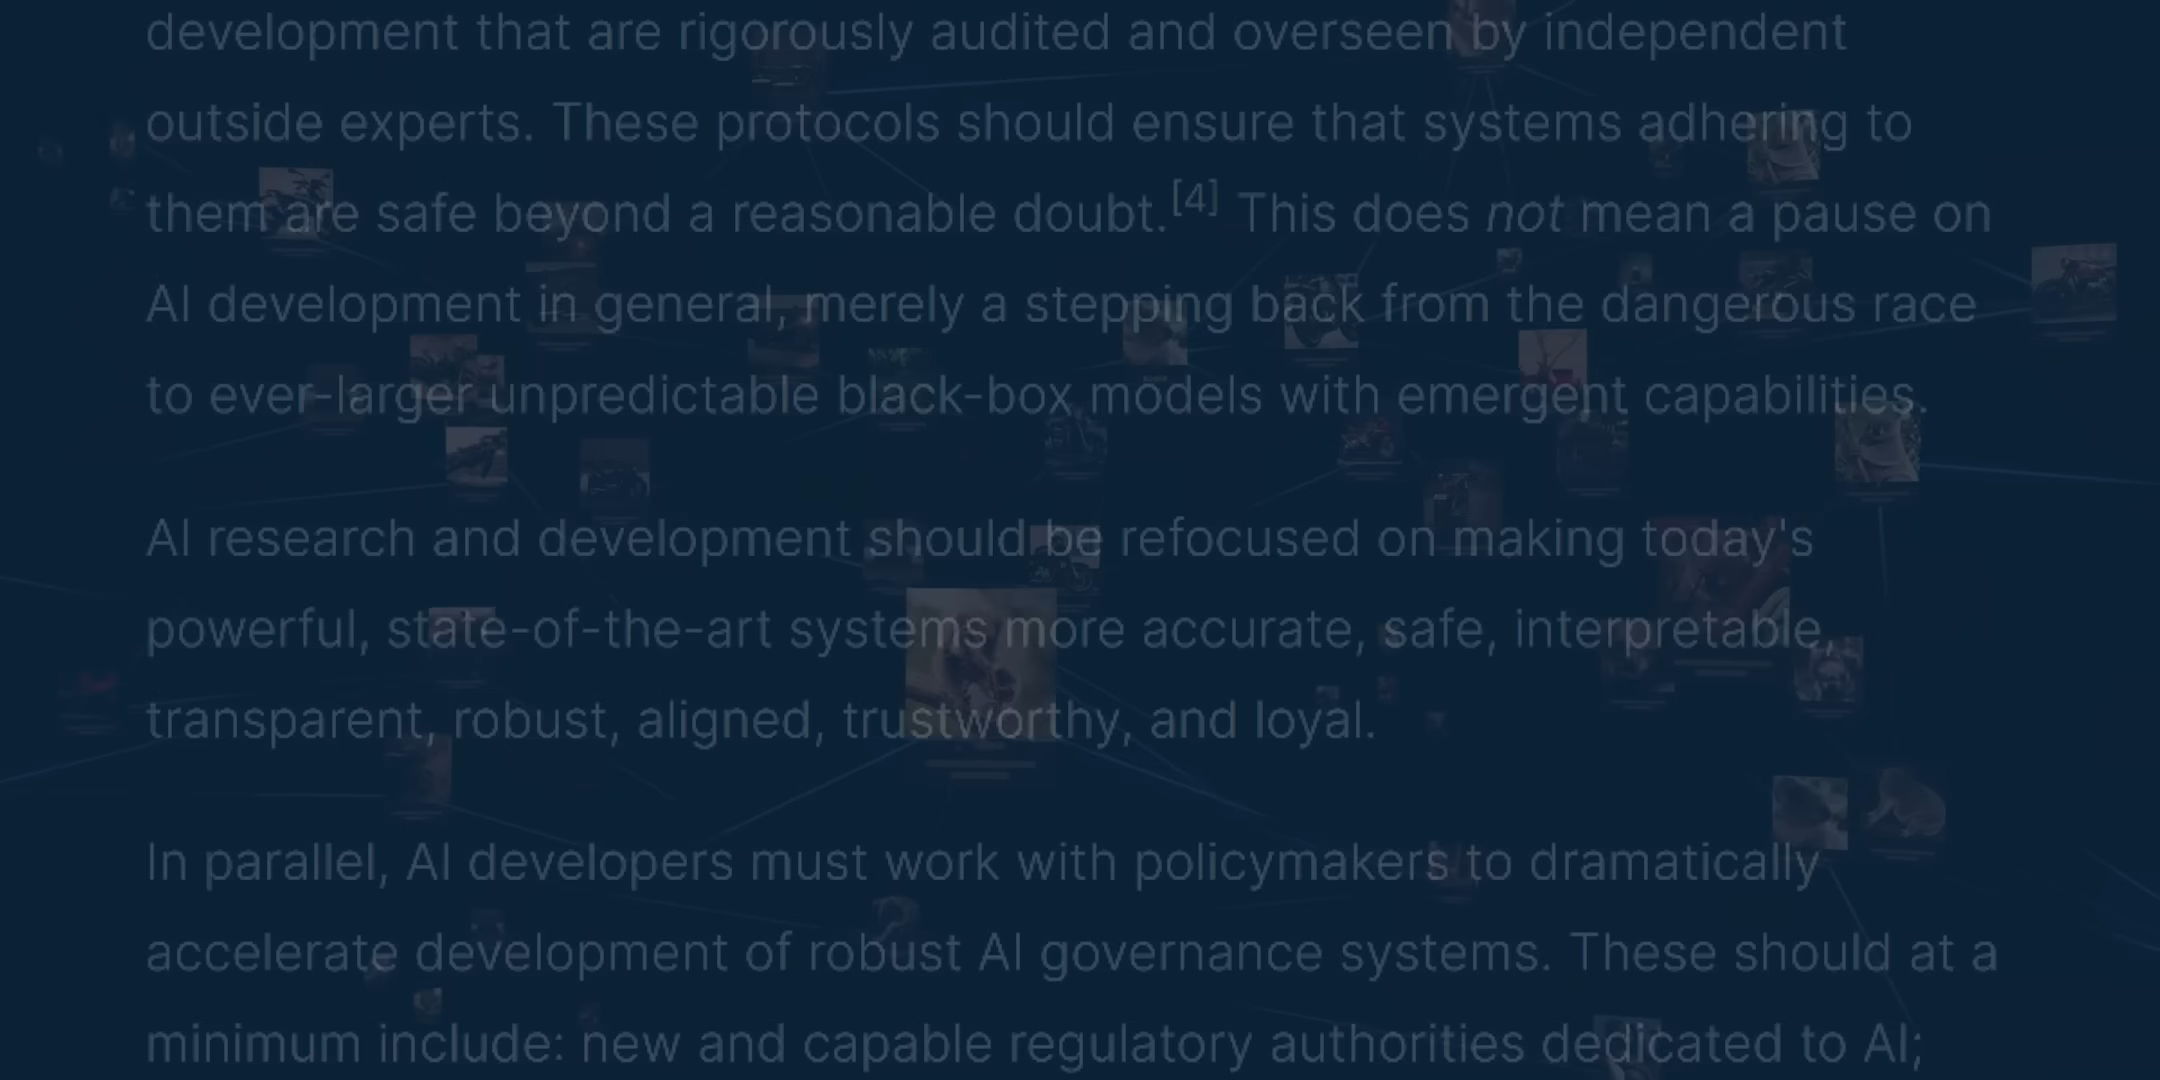 development that are rigorously audited and overseen by independent
outside experts. These protocols should ensure that systems adhering to
them are safe beyond a reasonable doubt.[4] This does not mean a pause on
AI development in general, merely a stepping back from the dangerous race
to ever-larger unpredictable black-box models with emergent capabilities.
AI research and development should be refocused on making today's
powerful, state-of-the-art systems more accurate, safe, interpretable,
transparent, robust, aligned, trustworthy, and loyal.
In parallel, AI developers must work with policymakers to dramatically
accelerate development of robust AI governance systems. These should at a
minimum include: new and capable regulatory authorities dedicated to AI;